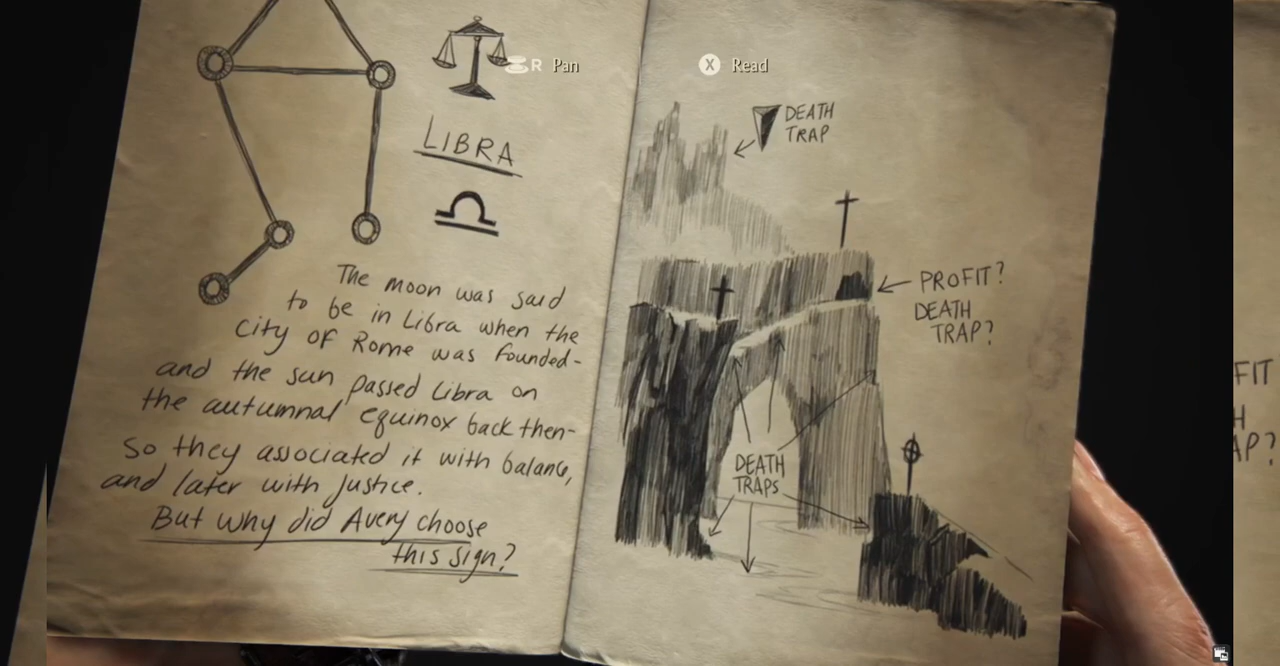 R Pan
X Read
LIBRA
The moon was said
to be in Libra when the
City of Rome was founded-
and the sun passed Libra on
the autumnal equinox back then-
So they associated it with balance,
and later with justice.
But why did Avery choose
this sign?
DEATH
TRAP
PROFIT?
DEATH
TRAP?
DEATH
TRAPS
FIT
H
AP?